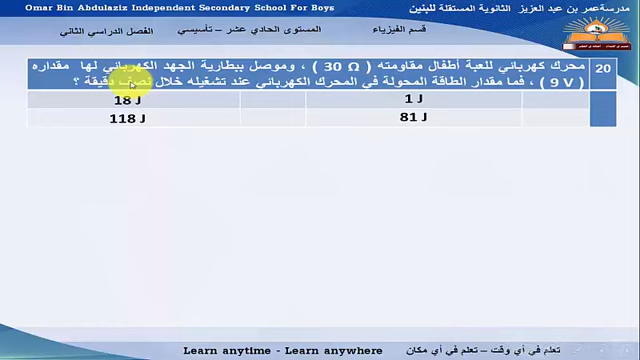 Omar Bin Abdulaziz Independent Secondary School For Boys
مدرسةعمر بن عبد العزيز الثانوية المستقلة للبنين
قسم الفيزياء
المستوى الحادي عشر – تأسيسي
الفصل الدراسي الثاني
20
محرك كهربائي للعبة أطفال مقاومته ( 30 Ω ) ، وموصل ببطارية الجهد الكهربائي لها مقداره
( 9 V ) ، فما مقدار الطاقة المحولة في المحرك الكهربائي عند تشغيله خلال نصف دقيقة ؟
1 J
18 J
81 J
118 J
Learn anytime - Learn anywhere
تعلم في أي وقت – تعلم في أي مكان